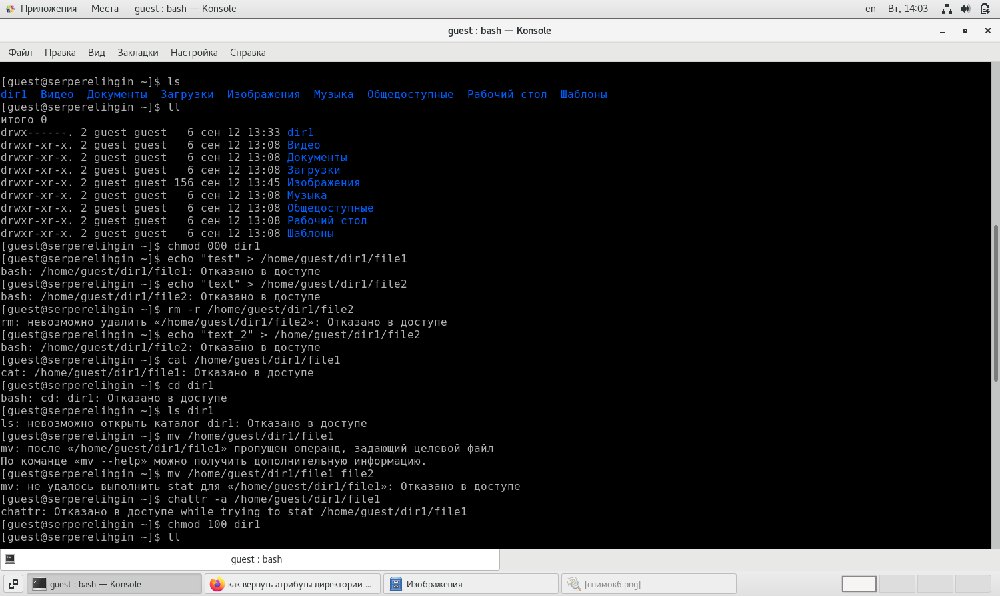 Приложения Места guest : bash — Konsole en Вт, 14:03
guest : bash — Konsole
Файл Правка Вид Закладки Настройка Справка
[guest@serperelihgin ~]$ ls
dir1 Видео Документы Загрузки Изображения Музыка Общедоступные Рабочий стол Шаблоны
[guest@serperelihgin ~]$ ll
итого 0
drwx------. 2 guest guest   6 сен 12 13:33 dir1
drwxr-xr-x. 2 guest guest   6 сен 12 13:08 Видео
drwxr-xr-x. 2 guest guest   6 сен 12 13:08 Документы
drwxr-xr-x. 2 guest guest   6 сен 12 13:08 Загрузки
drwxr-xr-x. 2 guest guest 156 сен 12 13:45 Изображения
drwxr-xr-x. 2 guest guest   6 сен 12 13:08 Музыка
drwxr-xr-x. 2 guest guest   6 сен 12 13:08 Общедоступные
drwxr-xr-x. 2 guest guest   6 сен 12 13:08 Рабочий стол
drwxr-xr-x. 2 guest guest   6 сен 12 13:08 Шаблоны
[guest@serperelihgin ~]$ chmod 000 dir1
[guest@serperelihgin ~]$ echo "test" > /home/guest/dir1/file1
bash: /home/guest/dir1/file1: Отказано в доступе
[guest@serperelihgin ~]$ echo "text" > /home/guest/dir1/file2
bash: /home/guest/dir1/file2: Отказано в доступе
[guest@serperelihgin ~]$ rm -r /home/guest/dir1/file2
rm: невозможно удалить «/home/guest/dir1/file2»: Отказано в доступе
[guest@serperelihgin ~]$ echo "text_2" > /home/guest/dir1/file2
bash: /home/guest/dir1/file2: Отказано в доступе
[guest@serperelihgin ~]$ cat /home/guest/dir1/file1
cat: /home/guest/dir1/file1: Отказано в доступе
[guest@serperelihgin ~]$ cd dir1
bash: cd: dir1: Отказано в доступе
[guest@serperelihgin ~]$ ls dir1
ls: невозможно открыть каталог dir1: Отказано в доступе
[guest@serperelihgin ~]$ mv /home/guest/dir1/file1
mv: после «/home/guest/dir1/file1» пропущен операнд, задающий целевой файл
По команде «mv --help» можно получить дополнительную информацию.
[guest@serperelihgin ~]$ mv /home/guest/dir1/file1 file2
mv: не удалось выполнить stat для «/home/guest/dir1/file1»: Отказано в доступе
[guest@serperelihgin ~]$ chattr -a /home/guest/dir1/file1
chattr: Отказано в доступе while trying to stat /home/guest/dir1/file1
[guest@serperelihgin ~]$ chmod 100 dir1
[guest@serperelihgin ~]$ ll
guest : bash
guest : bash — Konsole как вернуть атрибуты директории ... Изображения [снимок6.png]